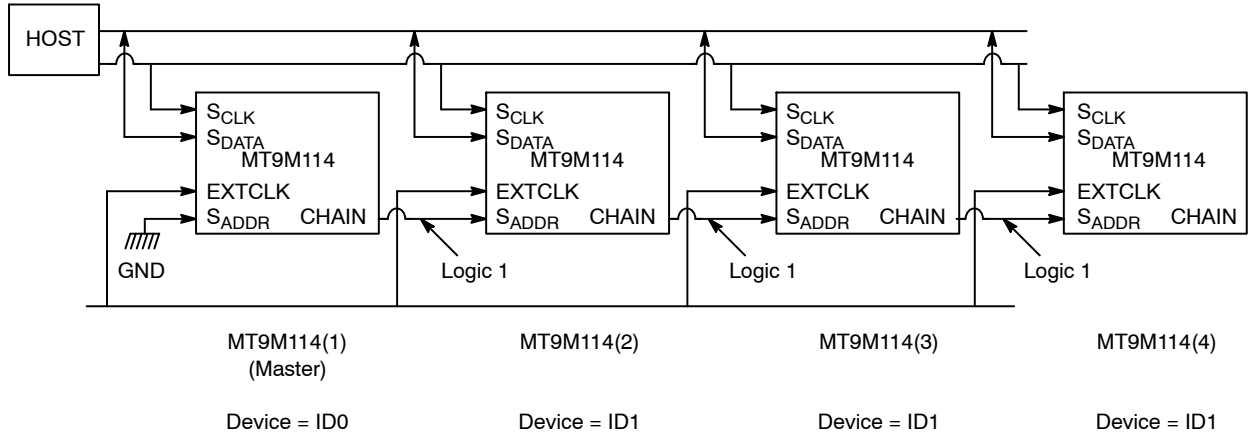 HOST
SCLK
SDATA
MT9M114
EXTCLK
SADDR CHAIN
GND
SCLK
SDATA
MT9M114
EXTCLK
SADDR CHAIN
Logic 1
SCLK
SDATA
MT9M114
EXTCLK
SADDR CHAIN
Logic 1
SCLK
SDATA
MT9M114
EXTCLK
SADDR CHAIN
Logic 1
MT9M114(1)
(Master)
MT9M114(2)
MT9M114(3)
MT9M114(4)
Device = ID0
Device = ID1
Device = ID1
Device = ID1